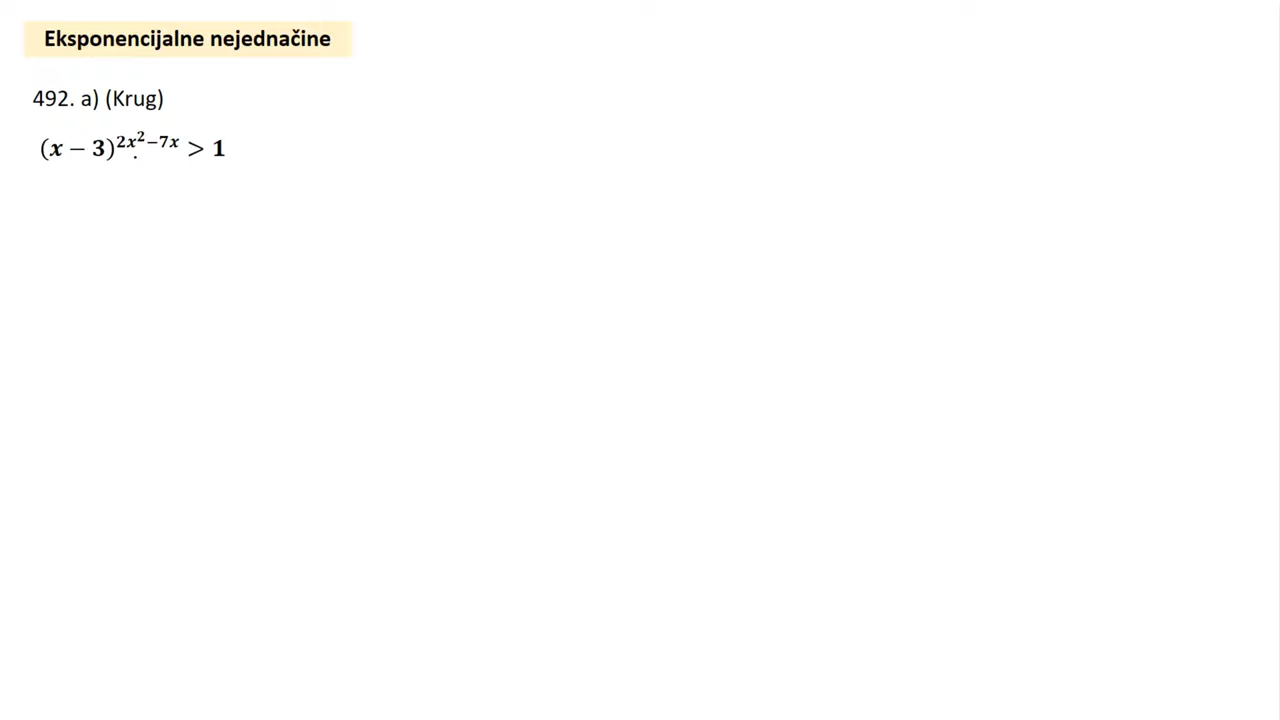 Eksponencijalne nejednačine
492. a) (Krug)
(x − 3)^{2x²−7x} > 1